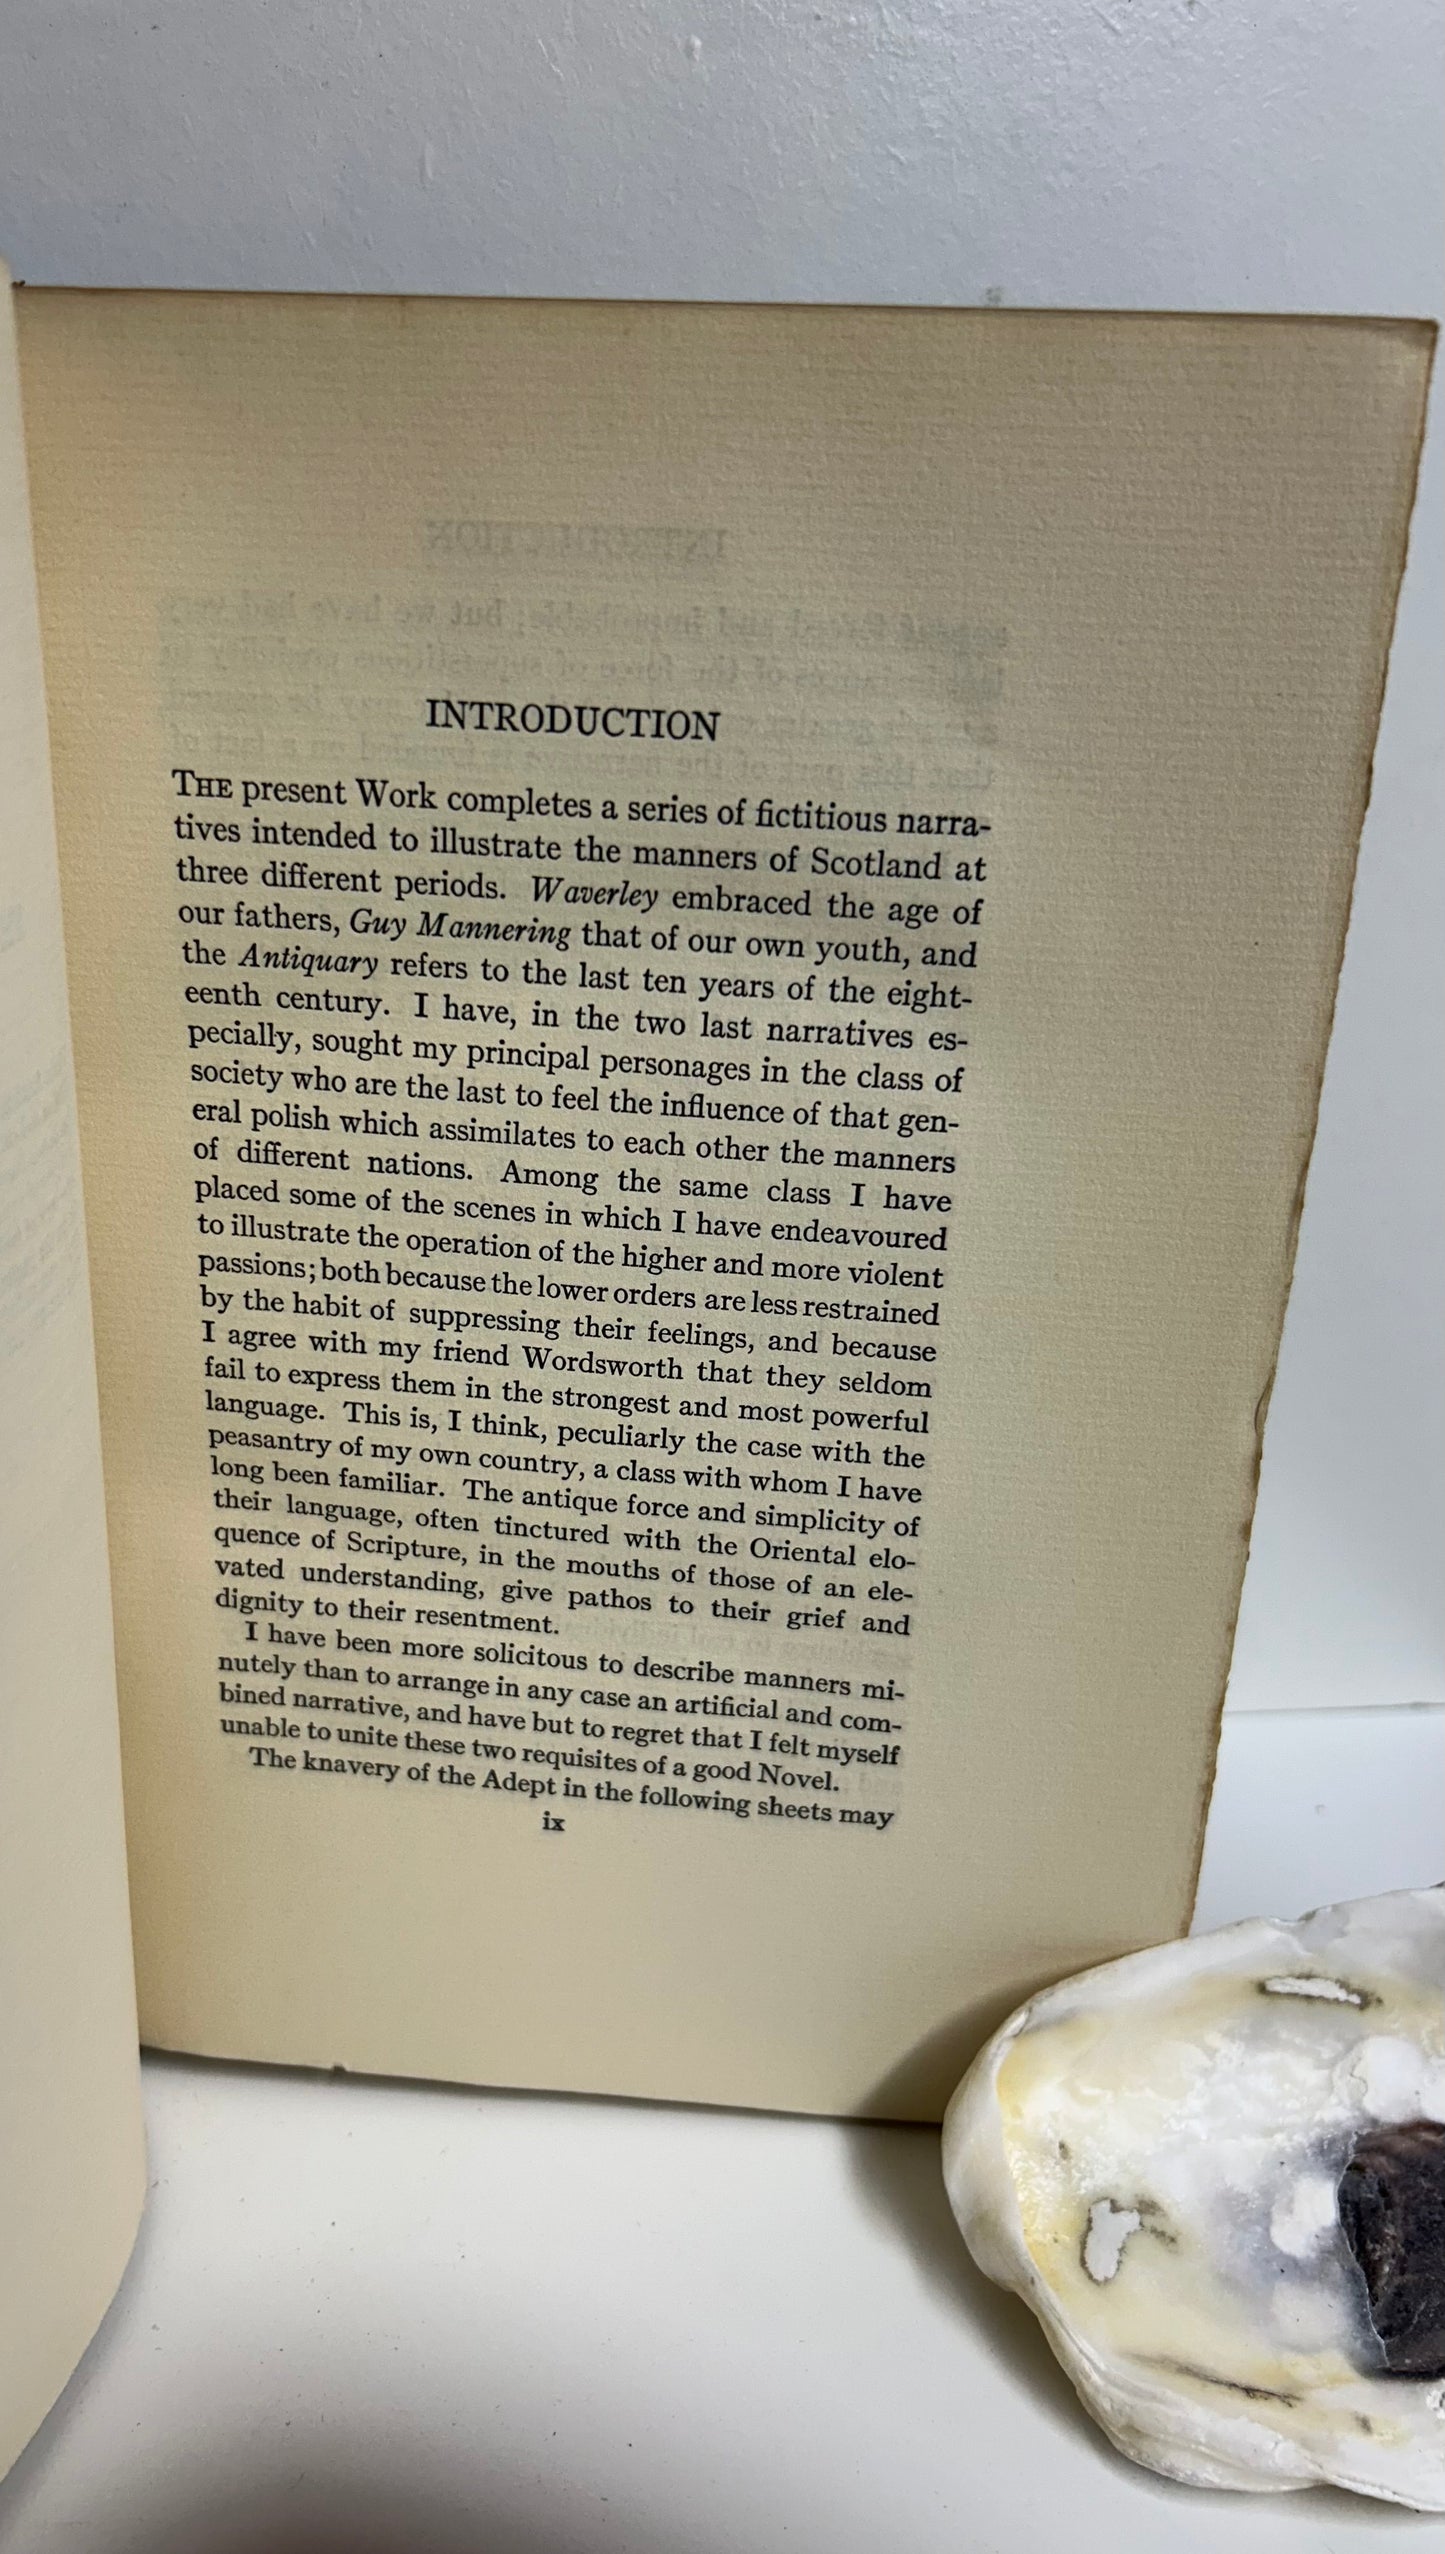 INTRODUCTION
THE present Work completes a series of fictitious narra-
tives intended to illustrate the manners of Scotland at
three different periods. Waverley embraced the age of
our fathers, Guy Mannering that of our own youth, and
the Antiquary refers to the last ten years of the eight-
eenth century. I have, in the two last narratives es-
pecially, sought my principal personages in the class of
society who are the last to feel the influence of that gen-
eral polish which assimilates to each other the manners
of different nations. Among the same class I have
placed some of the scenes in which I have endeavoured
to illustrate the operation of the higher and more violent
passions; both because the lower orders are less restrained
by the habit of suppressing their feelings, and because
I agree with my friend Wordsworth that they seldom
fail to express them in the strongest and most powerful
language. This is, I think, peculiarly the case with the
peasantry of my own country, a class with whom I have
long been familiar. The antique force and simplicity of
their language, often tinctured with the Oriental elo-
quence of Scripture, in the mouths of those of an ele-
vated understanding, give pathos to their grief and
dignity to their resentment.
I have been more solicitous to describe manners mi-
nutely than to arrange in any case an artificial and com-
bined narrative, and have but to regret that I felt myself
unable to unite these two requisites of a good Novel.
The knavery of the Adept in the following sheets may
ix